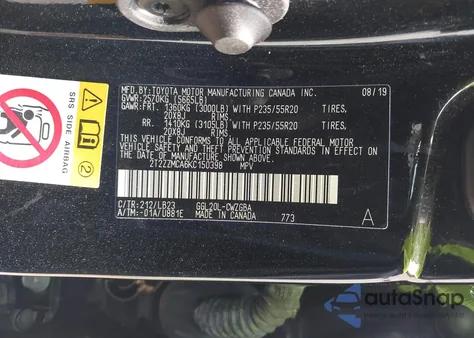 MFD.BY:TOYOTA MOTOR MANUFACTURING CANADA INC.
GVWR:2570KG (5665LB) 08/19
GAWR:FRT. 1360KG (3000LB) WITH P235/55R20 TIRES,
20X8J RIMS,
RR. 1410KG (3105LB) WITH P235/55R20 TIRES,
20X8J RIMS,
THIS VEHICLE CONFORMS TO ALL APPLICABLE FEDERAL MOTOR
VEHICLE SAFETY AND THEFT PREVENTION STANDARDS IN EFFECT ON
THE DATE OF MANUFACTURE SHOWN ABOVE.
2T2ZZMCA6KC150398 MPV
C/TR:212/LB23 GGL20L-CWZGBA
A/TM:-01A/U881E MADE IN CANADA 773 A
SRS SIDE AIRBAG
autoSnap